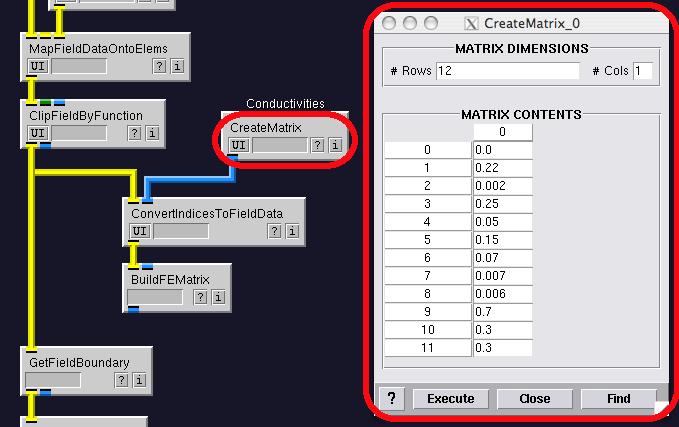 MapFieldDataOntoElems
UI ? i
ClipFieldByFunction
UI ? i
Conductivities
CreateMatrix
UI ? i
ConvertIndicesToFieldData
UI ? i
BuildFEMatrix
? i
GetFieldBoundary
? i
CreateMatrix_0
MATRIX DIMENSIONS
# Rows 12 # Cols 1
MATRIX CONTENTS
0
0 0.0
1 0.22
2 0.002
3 0.25
4 0.05
5 0.15
6 0.07
7 0.007
8 0.006
9 0.7
10 0.3
11 0.3
? Execute Close Find